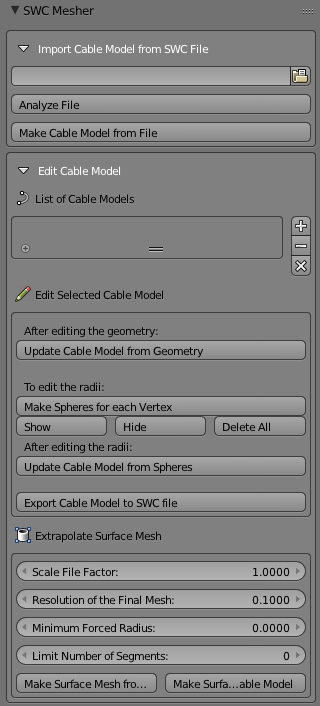 SWC Mesher
Import Cable Model from SWC File
Analyze File
Make Cable Model from File
Edit Cable Model
List of Cable Models
Edit Selected Cable Model
After editing the geometry:
Update Cable Model from Geometry
To edit the radii:
Make Spheres for each Vertex
Show Hide Delete All
After editing the radii:
Update Cable Model from Spheres
Export Cable Model to SWC file
Extrapolate Surface Mesh
Scale File Factor: 1.0000
Resolution of the Final Mesh: 0.1000
Minimum Forced Radius: 0.0000
Limit Number of Segments: 0
Make Surface Mesh fro... Make Surfa...able Model